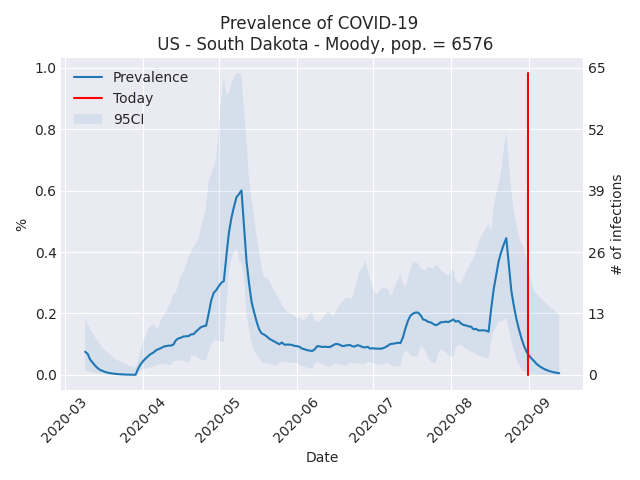 Prevalence of COVID-19
US - South Dakota - Moody, pop. = 6576
Prevalence
Today
95CI
1.0
0.8
0.6
0.4
0.2
0.0
%
65
52
39
26
13
0
# of infections
2020-03
2020-04
2020-05
2020-06
2020-07
2020-08
2020-09
Date